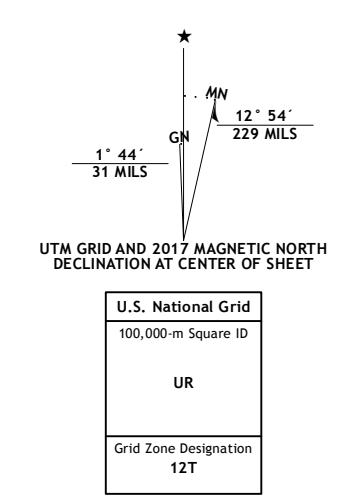 ★
MN
12° 54´
229 MILS
GN
1° 44´
31 MILS
UTM GRID AND 2017 MAGNETIC NORTH
DECLINATION AT CENTER OF SHEET
U.S. National Grid
100,000-m Square ID
UR
Grid Zone Designation
12T